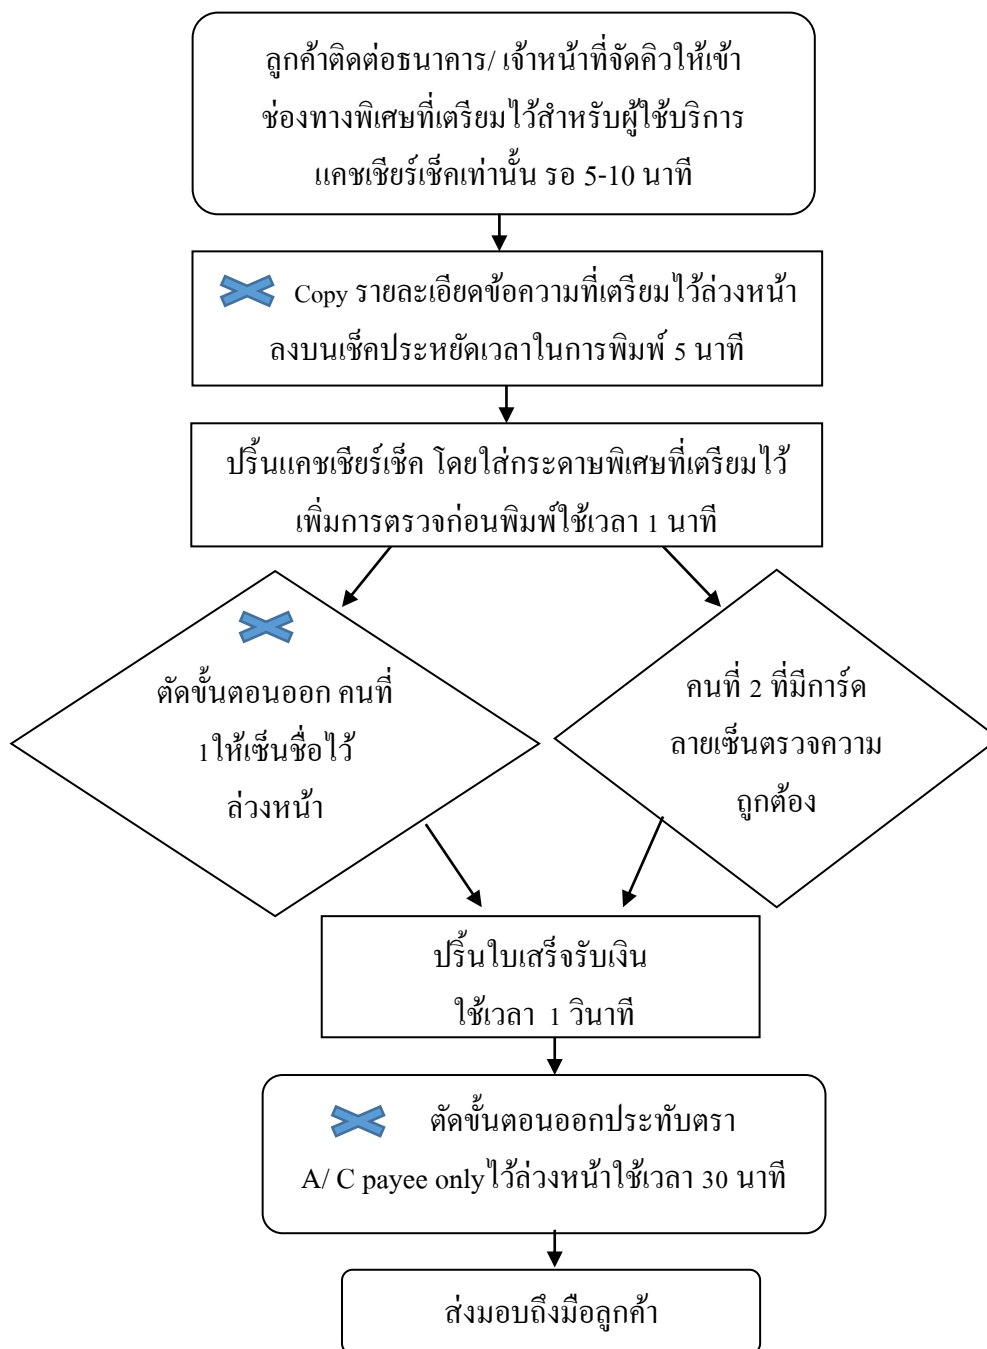 ลูกค้าติดต่อธนาคาร/ เจ้าหน้าที่จัดคิวให้เข้า
ช่องทางพิเศษที่เตรียมไว้สำหรับผู้ใช้บริการ
แคชเชียร์เช็คเท่านั้น รอ 5-10 นาที
Copy รายละเอียดข้อความที่เตรียมไว้ล่วงหน้า
ลงบนเช็คประหยัดเวลาในการพิมพ์ 5 นาที
ปริ้นแคชเชียร์เช็ค โดยใส่กระดาษพิเศษที่เตรียมไว้
เพิ่มการตรวจก่อนพิมพ์ใช้เวลา 1 นาที
ตัดขั้นตอนออก คนที่
1ให้เซ็นชื่อไว้
ล่วงหน้า
คนที่ 2 ที่มีการ์ด
ลายเซ็นตรวจความ
ถูกต้อง
ปริ้นใบเสร็จรับเงิน
ใช้เวลา 1 วินาที
ตัดขั้นตอนออกประทับตรา
A/ C payee only ไว้ล่วงหน้าใช้เวลา 30 นาที
ส่งมอบถึงมือลูกค้า